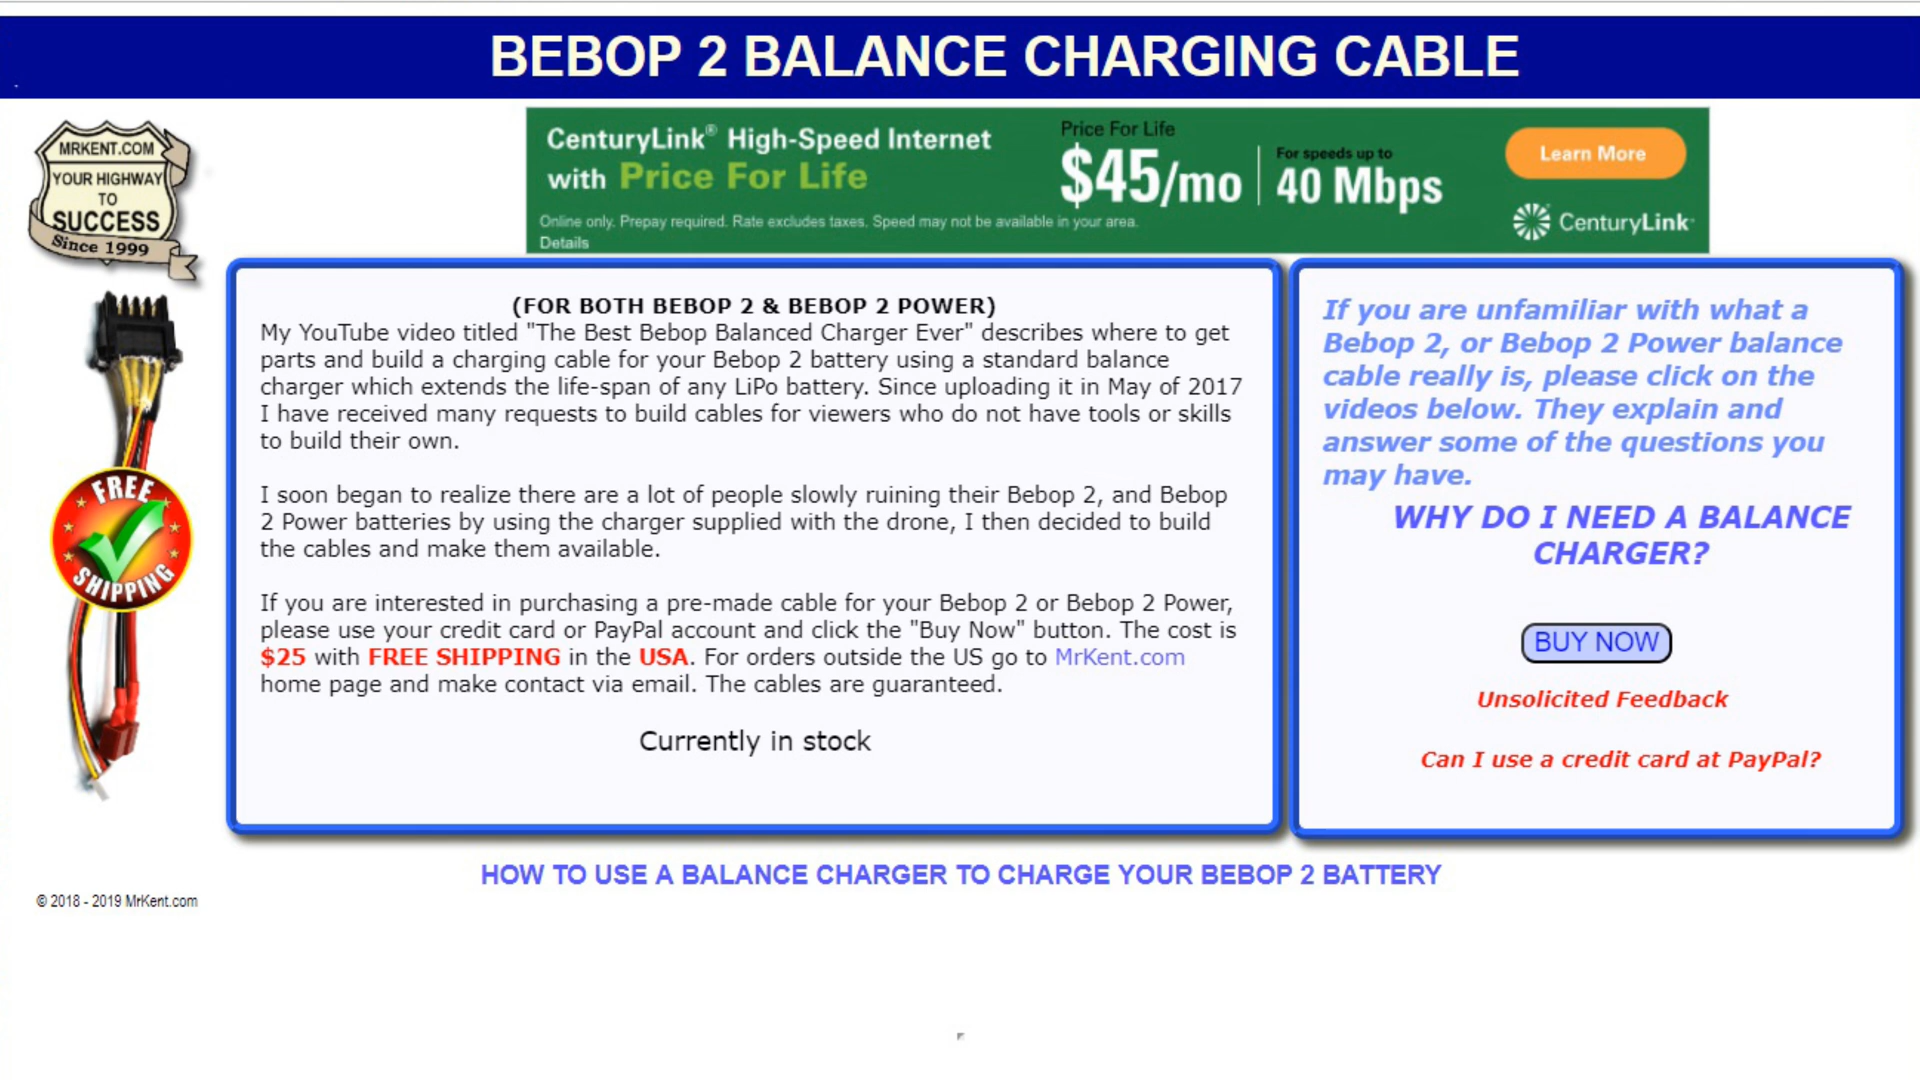 BEBOP 2 BALANCE CHARGING CABLE
MRKENT.COM
YOUR HIGHWAY
TO
SUCCESS
Since 1999
CenturyLink® High-Speed Internet
with Price For Life
Online only. Prepay required. Rate excludes taxes. Speed may not be available in your area.
Details
Price For Life
$45/mo
For speeds up to
40 Mbps
Learn More
CenturyLink
FREE
SHIPPING
(FOR BOTH BEBOP 2 & BEBOP 2 POWER)
My YouTube video titled "The Best Bebop Balanced Charger Ever" describes where to get
parts and build a charging cable for your Bebop 2 battery using a standard balance
charger which extends the life-span of any LiPo battery. Since uploading it in May of 2017
I have received many requests to build cables for viewers who do not have tools or skills
to build their own.
I soon began to realize there are a lot of people slowly ruining their Bebop 2, and Bebop
2 Power batteries by using the charger supplied with the drone, I then decided to build
the cables and make them available.
If you are interested in purchasing a pre-made cable for your Bebop 2 or Bebop 2 Power,
please use your credit card or PayPal account and click the "Buy Now" button. The cost is
$25 with FREE SHIPPING in the USA. For orders outside the US go to MrKent.com
home page and make contact via email. The cables are guaranteed.
Currently in stock
If you are unfamiliar with what a
Bebop 2, or Bebop 2 Power balance
cable really is, please click on the
videos below. They explain and
answer some of the questions you
may have.
WHY DO I NEED A BALANCE
CHARGER?
BUY NOW
Unsolicited Feedback
Can I use a credit card at PayPal?
HOW TO USE A BALANCE CHARGER TO CHARGE YOUR BEBOP 2 BATTERY
© 2018 - 2019 MrKent.com